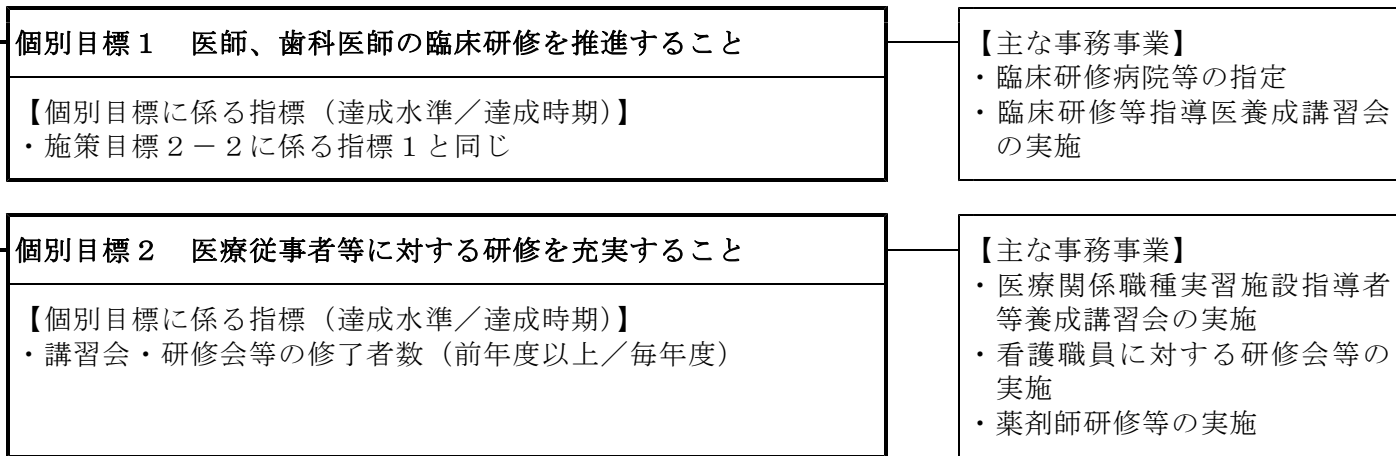 個別目標１　医師、歯科医師の臨床研修を推進すること
【個別目標に係る指標（達成水準／達成時期）】
・施策目標２－２に係る指標１と同じ
【主な事務事業】
・臨床研修病院等の指定
・臨床研修等指導医養成講習会
の実施
個別目標２　医療従事者等に対する研修を充実すること
【個別目標に係る指標（達成水準／達成時期）】
・講習会・研修会等の修了者数（前年度以上／毎年度）
【主な事務事業】
・医療関係職種実習施設指導者
等養成講習会の実施
・看護職員に対する研修会等の
実施
・薬剤師研修等の実施